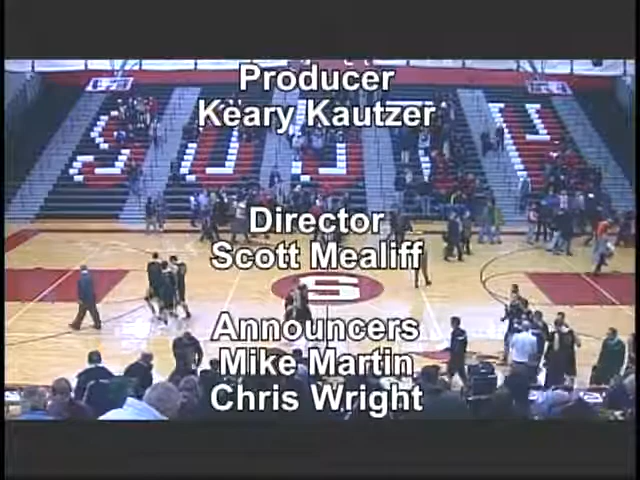 Producer
Keary Kautzer
Director
Scott Mealiff
S
Announcers
Mike Martin
Chris Wright